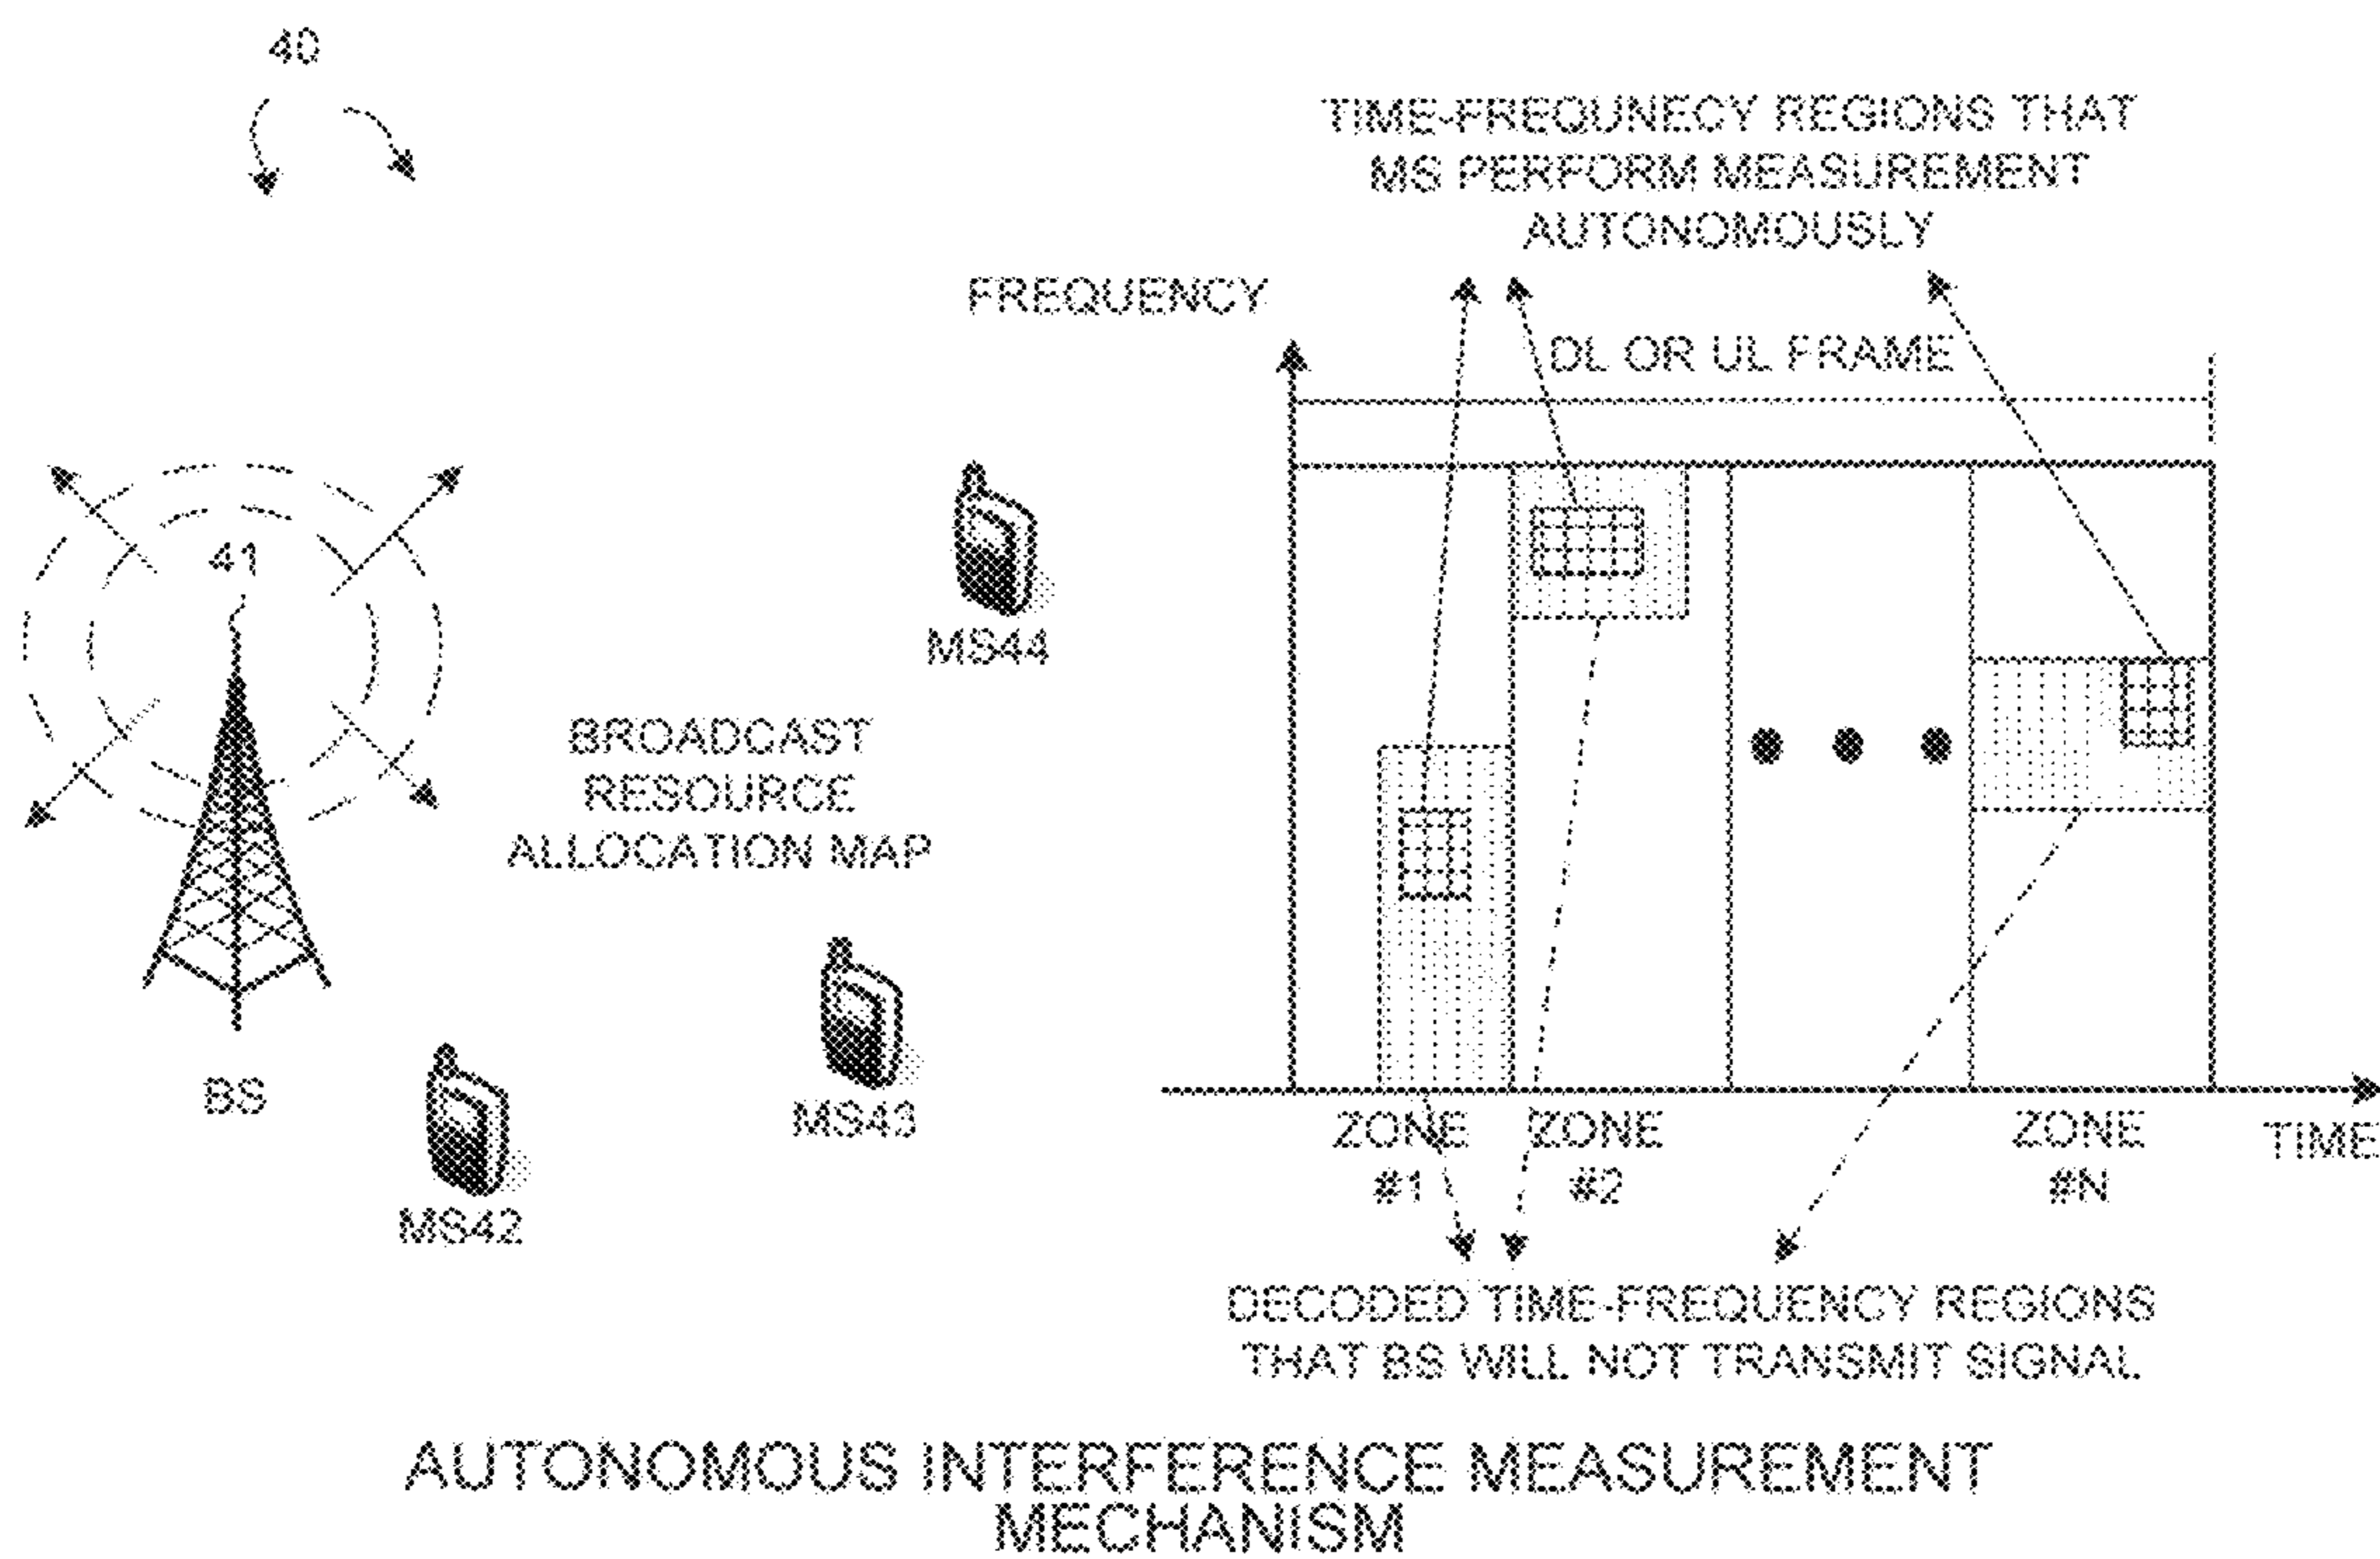 40
TIME-FREQUNECY REGIONS THAT
MS PERFORM MEASUREMENT
AUTONOMOUSLY
FREQUENCY
DL OR UL FRAME
41
MS44
BROADCAST
RESOURCE
ALLOCATION MAP
BS
MS43
MS42
ZONE
#1
ZONE
#2
ZONE
#N
TIME
DECODED TIME-FREQUENCY REGIONS
THAT BS WILL NOT TRANSMIT SIGNAL
AUTONOMOUS INTERFERENCE MEASUREMENT
MECHANISM